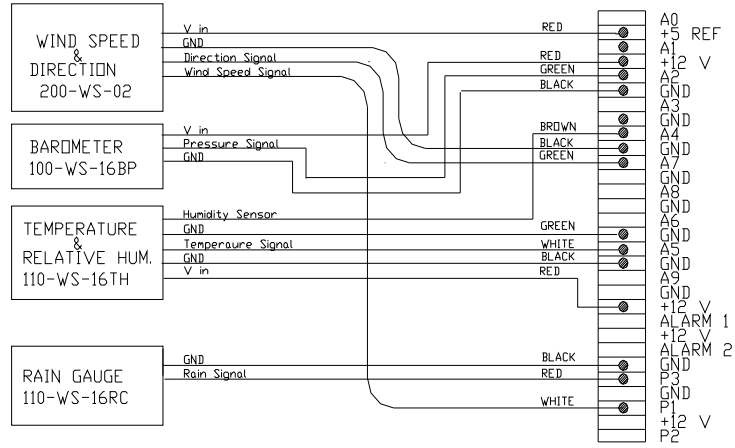 WIND SPEED
&
DIRECTION
200-WS-02
V in
GND
Direction Signal
Wind Speed Signal
BAROMETER
100-WS-16BP
V in
Pressure Signal
GND
TEMPERATURE
&
RELATIVE HUM.
110-WS-16TH
Humidity Sensor
GND
Temperaure Signal
GND
V in
RAIN GAUGE
110-WS-16RC
GND
Rain Signal
RED
RED
GREEN
BLACK
BROWN
BLACK
GREEN
GREEN
WHITE
BLACK
RED
BLACK
RED
WHITE
A0
+5 REF
A1
+12 V
A2
GND
A3
GND
A4
GND
A7
GND
A8
GND
A6
GND
A5
GND
A9
GND
+12 V
ALARM 1
+12 V
ALARM 2
GND
P3
GND
P1
+12 V
P2